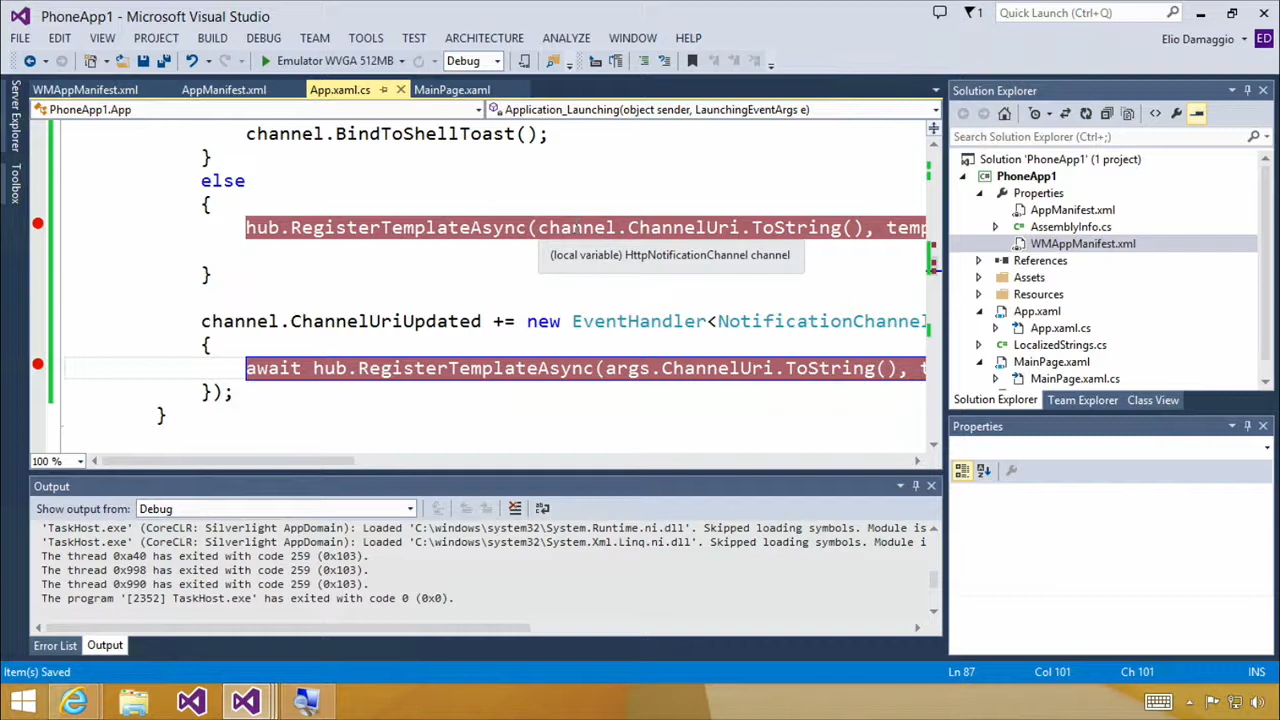 PhoneApp1 - Microsoft Visual Studio
1
Quick Launch (Ctrl+Q)
FILE EDIT VIEW PROJECT BUILD DEBUG TEAM TOOLS TEST ARCHITECTURE ANALYZE WINDOW HELP
Elio Damaggio ED
Emulator WVGA 512MB Debug
Server Explorer
Toolbox
WMAppManifest.xml AppManifest.xml App.xaml.cs MainPage.xaml
PhoneApp1.App Application_Launching(object sender, LaunchingEventArgs e)
channel.BindToShellToast();
}
else
{
hub.RegisterTemplateAsync(channel.ChannelUri.ToString(), temp
(local variable) HttpNotificationChannel channel
}
channel.ChannelUriUpdated += new EventHandler<NotificationChannel
{
await hub.RegisterTemplateAsync(args.ChannelUri.ToString(), t
});
}
100 %
Output
Show output from: Debug
'TaskHost.exe' (CoreCLR: Silverlight AppDomain): Loaded 'C:\windows\system32\System.Runtime.ni.dll'. Skipped loading symbols. Module is
'TaskHost.exe' (CoreCLR: Silverlight AppDomain): Loaded 'C:\windows\system32\System.Xml.Linq.ni.dll'. Skipped loading symbols. Module i
The thread 0xa40 has exited with code 259 (0x103).
The thread 0x998 has exited with code 259 (0x103).
The thread 0x990 has exited with code 259 (0x103).
The program '[2352] TaskHost.exe' has exited with code 0 (0x0).
Error List Output
Solution Explorer
Search Solution Explorer (Ctrl+;)
Solution 'PhoneApp1' (1 project)
PhoneApp1
Properties
AppManifest.xml
AssemblyInfo.cs
WMAppManifest.xml
References
Assets
Resources
App.xaml
App.xaml.cs
LocalizedStrings.cs
MainPage.xaml
MainPage.xaml.cs
Solution Explorer Team Explorer Class View
Properties
Item(s) Saved Ln 87 Col 101 Ch 101 INS